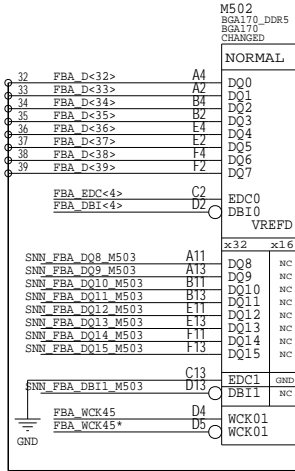 M502
BGA170_DDR5
BGA170
CHANGED
NORMAL
32 FBA_D<32> A4 DQ0
33 FBA_D<33> A2 DQ1
34 FBA_D<34> B4 DQ2
35 FBA_D<35> B2 DQ3
36 FBA_D<36> E4 DQ4
37 FBA_D<37> E2 DQ5
38 FBA_D<38> F4 DQ6
39 FBA_D<39> F2 DQ7
FBA_EDC<4> C2 EDC0
FBA_DBI<4> D2 DBI0
VREFD
x32 x16
SNN_FBA_DQ8_M503 A11 DQ8 NC
SNN_FBA_DQ9_M503 A13 DQ9 NC
SNN_FBA_DQ10_M503 B11 DQ10 NC
SNN_FBA_DQ11_M503 B13 DQ11 NC
SNN_FBA_DQ12_M503 E11 DQ12 NC
SNN_FBA_DQ13_M503 E13 DQ13 NC
SNN_FBA_DQ14_M503 F11 DQ14 NC
SNN_FBA_DQ15_M503 F13 DQ15 NC
C13 EDC1 GND
SNN_FBA_DBI1_M503 D13 DBI1 NC
FBA_WCK45 D4 WCK01
FBA_WCK45* D5 WCK01
GND